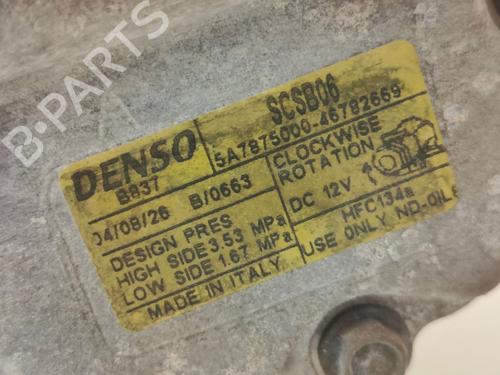 B-PARTS
DENSO SCSB06
B837 5A7875000-46782669
04/08/26 B/0663 CLOCKWISE
ROTATION
DESIGN PRES DC 12V
HIGH SIDE 3.53 MPa HFC134a
LOW SIDE 1.67 MPa USE ONLY ND-OIL8
MADE IN ITALY